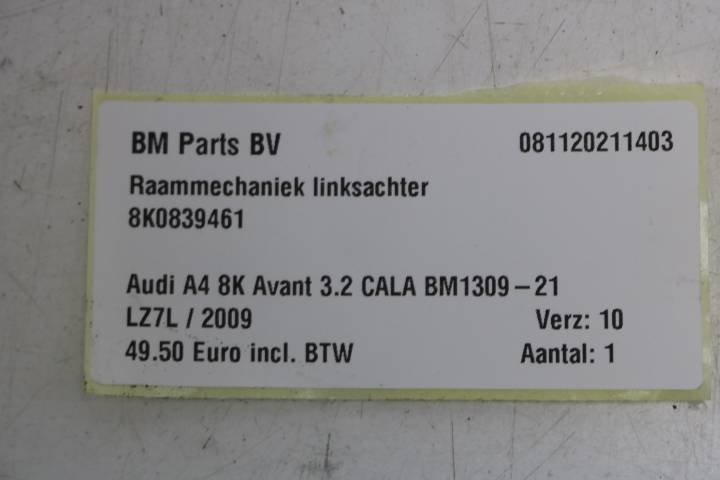 BM Parts BV 081120211403
Raammechaniek linksachter
8K0839461
Audi A4 8K Avant 3.2 CALA BM1309-21
LZ7L / 2009 Verz: 10
49.50 Euro incl. BTW Aantal: 1